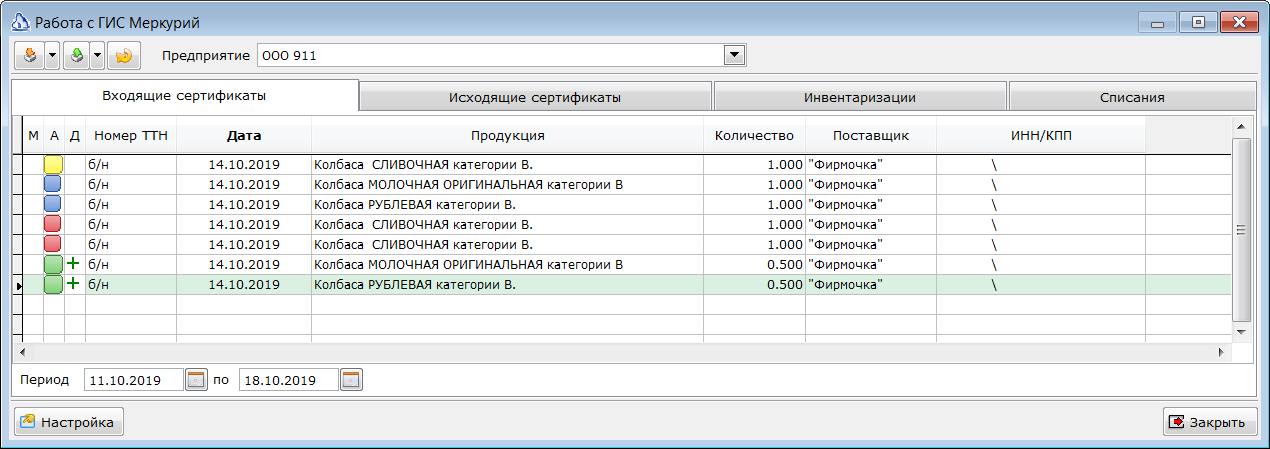 Работа с ГИС Меркурий
Предприятие ООО 911
Входящие сертификаты Исходящие сертификаты Инвентаризации Списания
М А Д Номер ТТН Дата Продукция Количество Поставщик ИНН/КПП
б/н 14.10.2019 Колбаса  СЛИВОЧНАЯ категории В. 1.000 "Фирмочка" \
б/н 14.10.2019 Колбаса МОЛОЧНАЯ ОРИГИНАЛЬНАЯ категории В 1.000 "Фирмочка" \
б/н 14.10.2019 Колбаса РУБЛЕВАЯ категории В. 1.000 "Фирмочка" \
б/н 14.10.2019 Колбаса  СЛИВОЧНАЯ категории В. 1.000 "Фирмочка" \
б/н 14.10.2019 Колбаса  СЛИВОЧНАЯ категории В. 1.000 "Фирмочка" \
+ б/н 14.10.2019 Колбаса МОЛОЧНАЯ ОРИГИНАЛЬНАЯ категории В 0.500 "Фирмочка" \
+ б/н 14.10.2019 Колбаса РУБЛЕВАЯ категории В. 0.500 "Фирмочка" \
Период 11.10.2019 по 18.10.2019
Настройка Закрыть